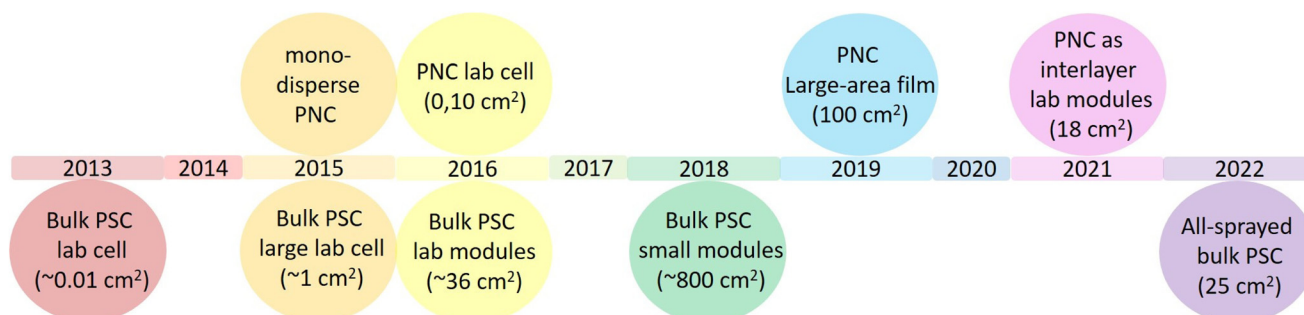 mono-
disperse
PNC
PNC lab cell
(0,10 cm²)
PNC
Large-area film
(100 cm²)
PNC as
interlayer
lab modules
(18 cm²)
2013
2014
2015
2016
2017
2018
2019
2020
2021
2022
Bulk PSC
lab cell
(~0.01 cm²)
Bulk PSC
large lab cell
(~1 cm²)
Bulk PSC
lab modules
(~36 cm²)
Bulk PSC
small modules
(~800 cm²)
All-sprayed
bulk PSC
(25 cm²)